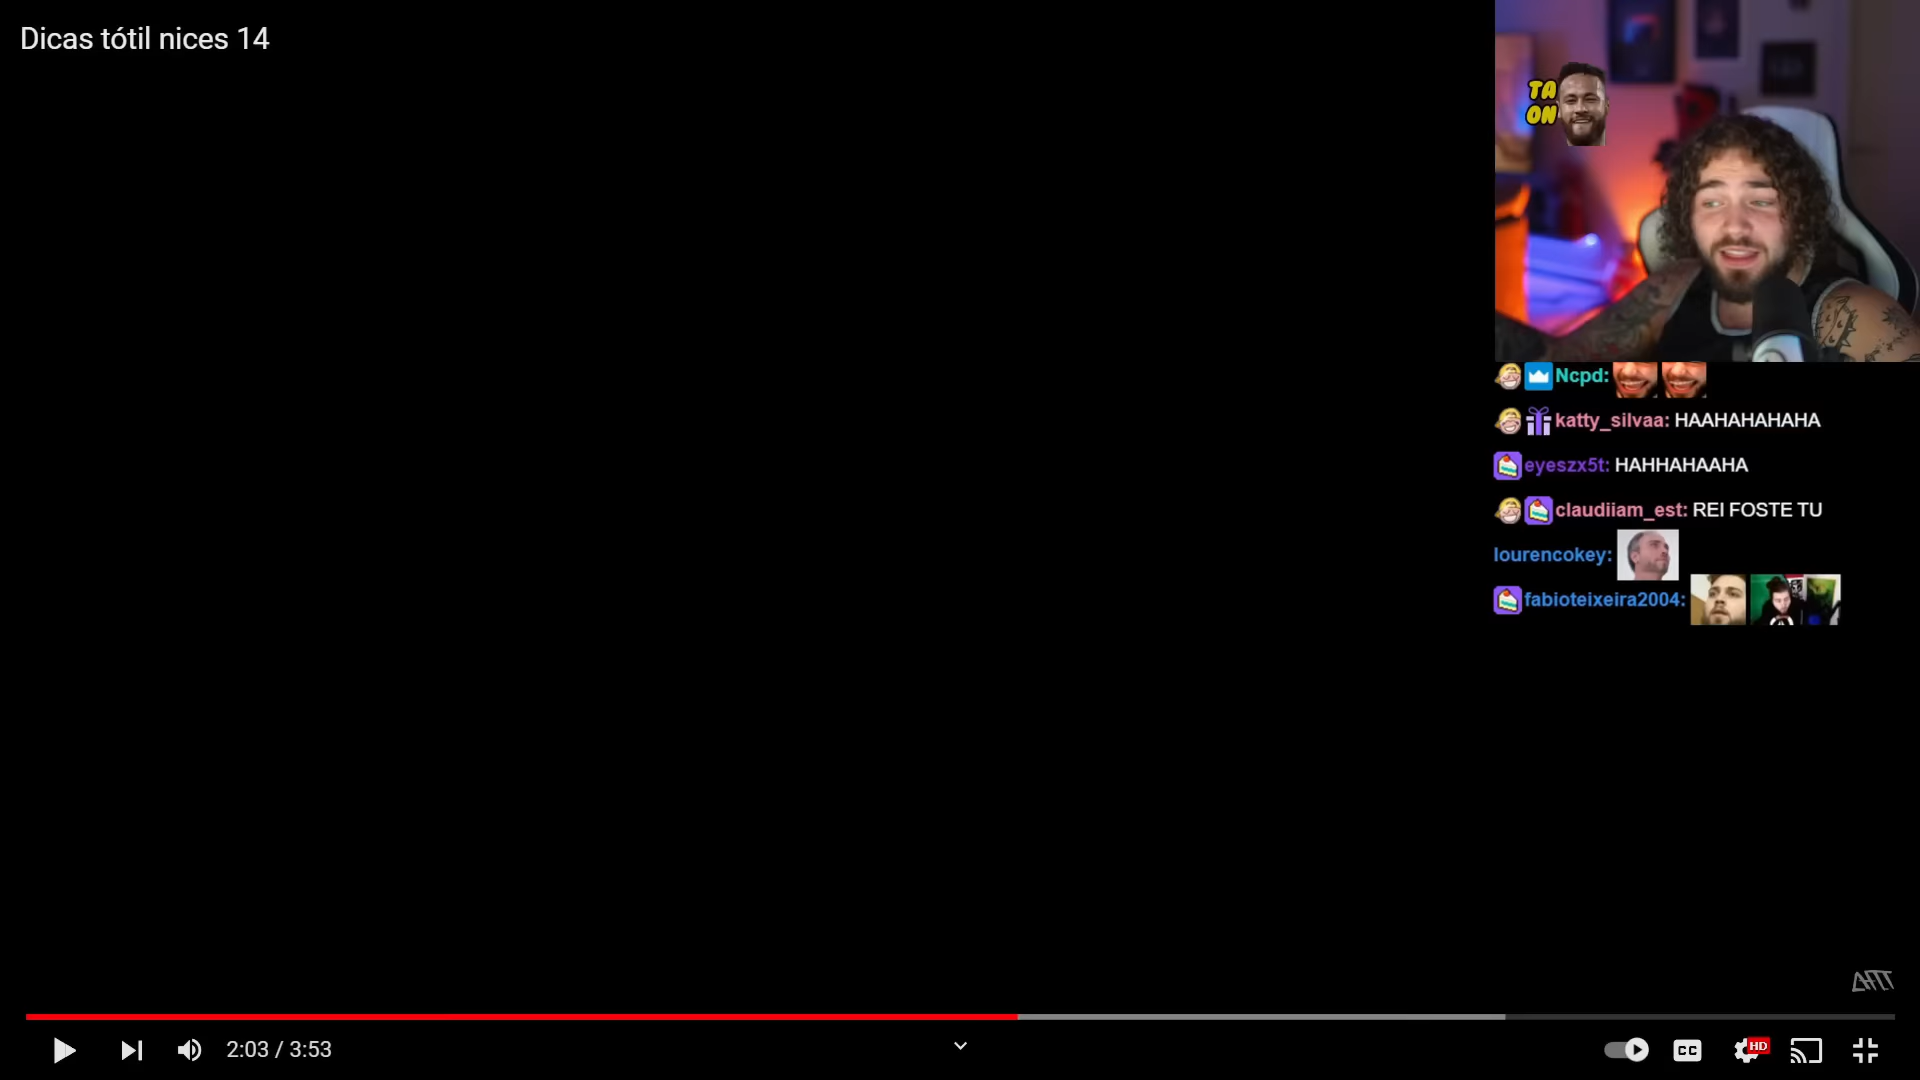 Dicas tótil nices 14
TA
ON
Ncpd:
katty_silvaa: HAAHAHAHAHA
eyeszx5t: HAHHAHAAHA
claudiiam_est: REI FOSTE TU
lourencokey:
fabioteixeira2004:
2:03 / 3:53
CC
HD